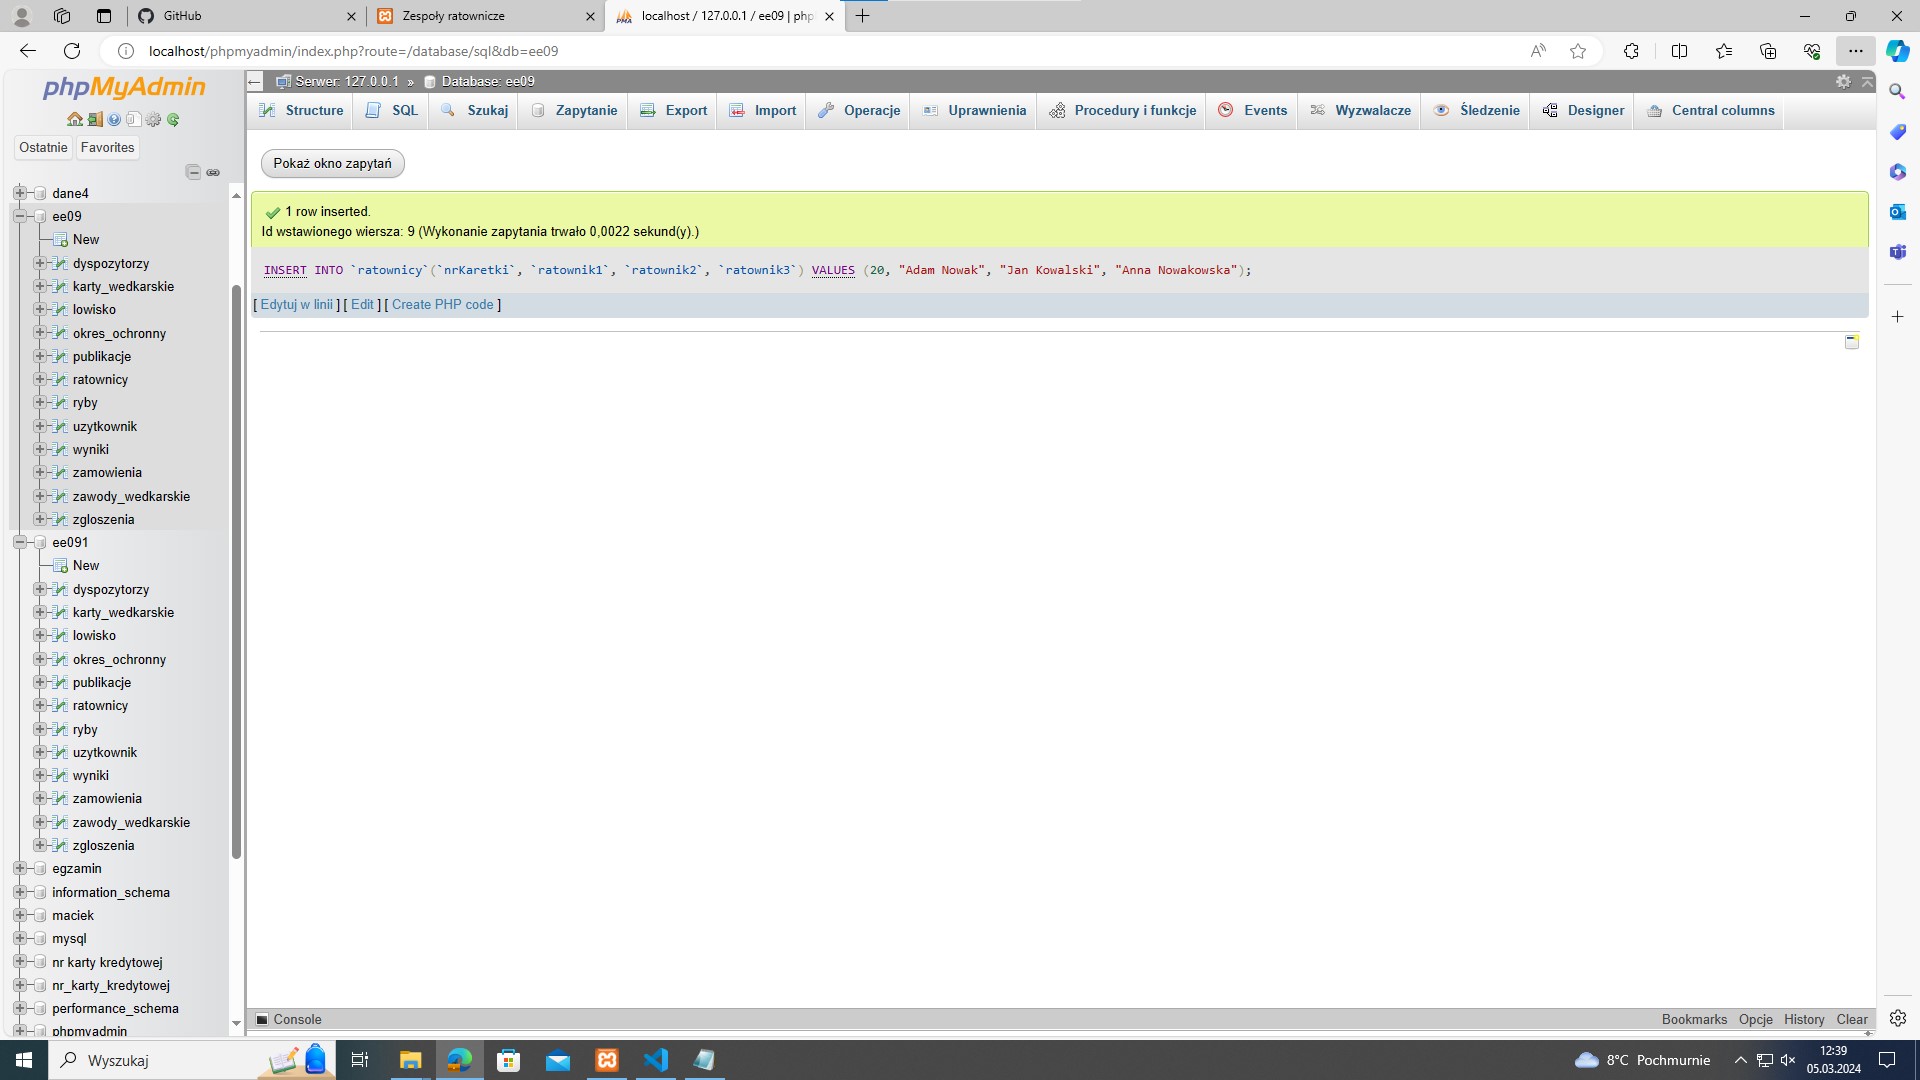 GitHub
Zespoły ratownicze
localhost / 127.0.0.1 / ee09 | php
localhost/phpmyadmin/index.php?route=/database/sql&db=ee09
phpMyAdmin
Serwer: 127.0.0.1 » Database: ee09
Structure SQL Szukaj Zapytanie Export Import Operacje Uprawnienia Procedury i funkcje Events Wyzwalacze Śledzenie Designer Central columns
Ostatnie Favorites
dane4
ee09
New
dyspozytorzy
karty_wedkarskie
lowisko
okres_ochronny
publikacje
ratownicy
ryby
uzytkownik
wyniki
zamowienia
zawody_wedkarskie
zgloszenia
ee091
New
dyspozytorzy
karty_wedkarskie
lowisko
okres_ochronny
publikacje
ratownicy
ryby
uzytkownik
wyniki
zamowienia
zawody_wedkarskie
zgloszenia
egzamin
information_schema
maciek
mysql
nr karty kredytowej
nr_karty_kredytowej
performance_schema
phpmyadmin
Pokaż okno zapytań
1 row inserted.
Id wstawionego wiersza: 9 (Wykonanie zapytania trwało 0,0022 sekund(y).)
INSERT INTO `ratownicy`(`nrKaretki`, `ratownik1`, `ratownik2`, `ratownik3`) VALUES (20, "Adam Nowak", "Jan Kowalski", "Anna Nowakowska");
[ Edytuj w linii ] [ Edit ] [ Create PHP code ]
Console
Bookmarks Opcje History Clear
Wyszukaj
8°C Pochmurnie
12:39
05.03.2024